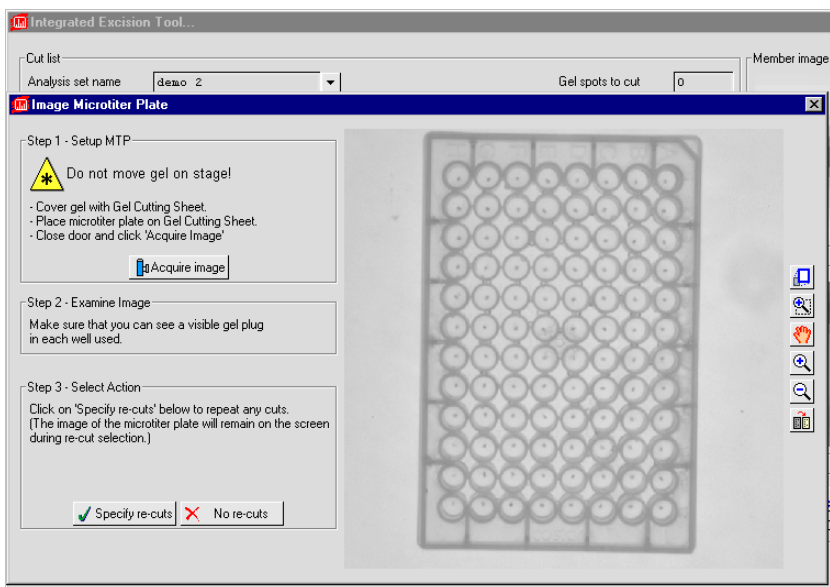 Integrated Excision Tool...
Cut list
Member image
Analysis set name
demo 2
Gel spots to cut
0
Image Microtiter Plate
Step 1 - Setup MTP
Do not move gel on stage!
- Cover gel with Gel Cutting Sheet.
- Place microtiter plate on Gel Cutting Sheet.
- Close door and click 'Acquire Image'
Acquire image
Step 2 - Examine Image
Make sure that you can see a visible gel plug
in each well used.
Step 3 - Select Action
Click on 'Specify re-cuts' below to repeat any cuts.
(The image of the microtiter plate will remain on the screen
during re-cut selection.)
Specify re-cuts
No re-cuts